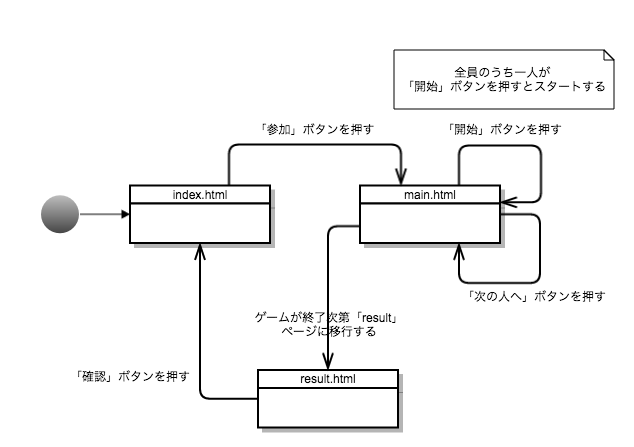 全員のうち一人が
「開始」ボタンを押すとスタートする
「参加」ボタンを押す
「開始」ボタンを押す
index.html
main.html
「次の人へ」ボタンを押す
ゲームが終了次第「result」
ページに移行する
「確認」ボタンを押す
result.html